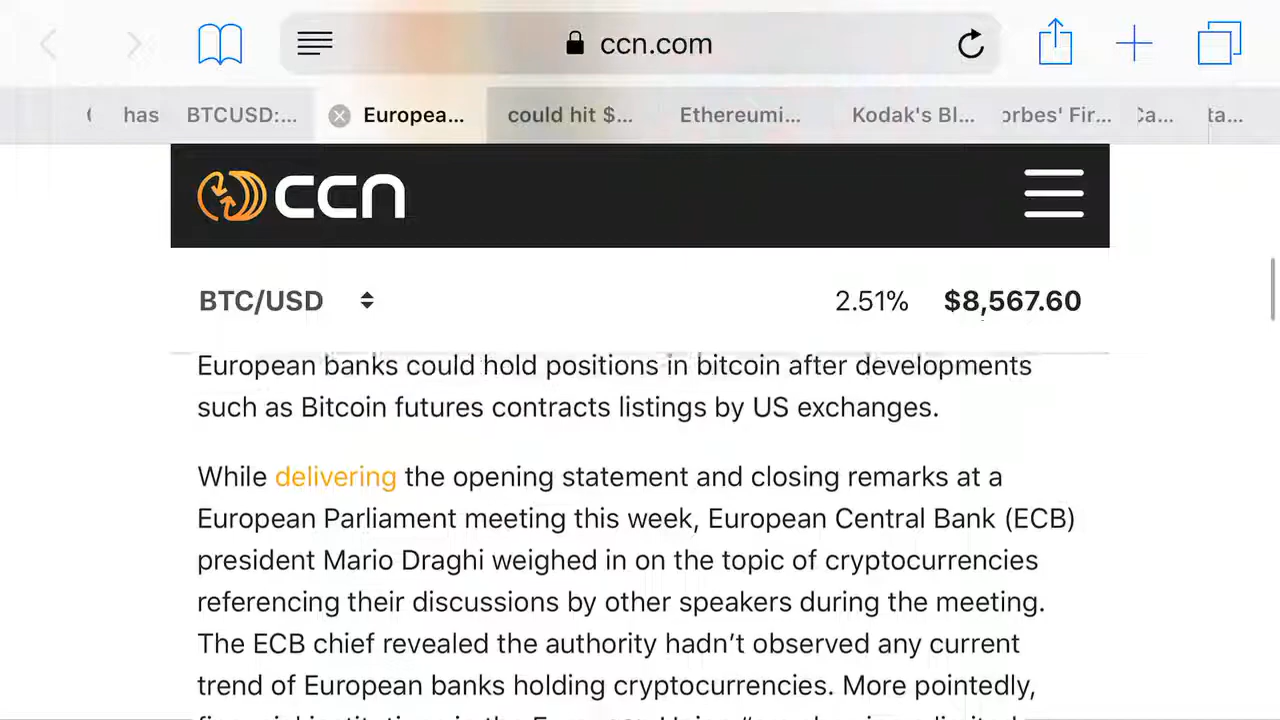 ccn.com
has
BTCUSD:...
Europea...
could hit $...
Ethereumi...
Kodak's Bl...
orbes' Fir...
Ca...
ta...
ccn
BTC/USD
2.51%
$8,567.60
European banks could hold positions in bitcoin after developments
such as Bitcoin futures contracts listings by US exchanges.
While delivering the opening statement and closing remarks at a
European Parliament meeting this week, European Central Bank (ECB)
president Mario Draghi weighed in on the topic of cryptocurrencies
referencing their discussions by other speakers during the meeting.
The ECB chief revealed the authority hadn’t observed any current
trend of European banks holding cryptocurrencies. More pointedly,